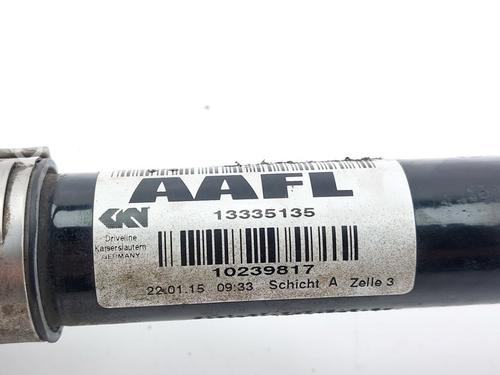 AAFL
GKN
13335135
Driveline
Kaiserslautern
GERMANY
10239817
22.01.15 09:33 Schicht A Zelle 3